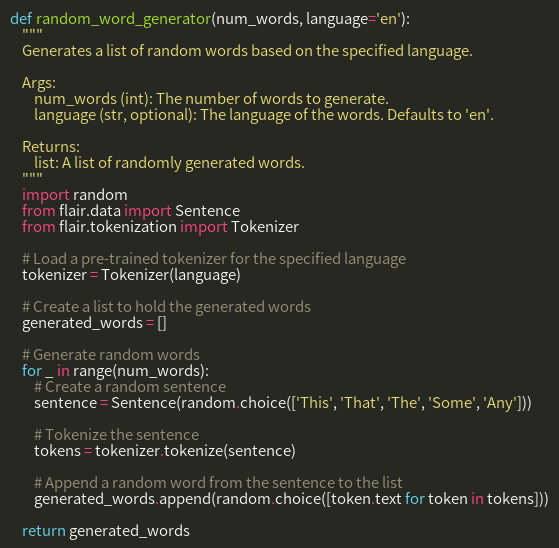 def random_word_generator(num_words, language='en'):
    """
    Generates a list of random words based on the specified language.

    Args:
        num_words (int): The number of words to generate.
        language (str, optional): The language of the words. Defaults to 'en'.

    Returns:
        list: A list of randomly generated words.
    """
    import random
    from flair.data import Sentence
    from flair.tokenization import Tokenizer

    # Load a pre-trained tokenizer for the specified language
    tokenizer = Tokenizer(language)

    # Create a list to hold the generated words
    generated_words = []

    # Generate random words
    for _ in range(num_words):
        # Create a random sentence
        sentence = Sentence(random.choice(['This', 'That', 'The', 'Some', 'Any']))

        # Tokenize the sentence
        tokens = tokenizer.tokenize(sentence)

        # Append a random word from the sentence to the list
        generated_words.append(random.choice([token.text for token in tokens]))

    return generated_words